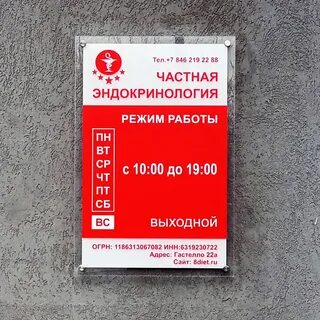 Тел.+7 846 219 22 88
ЧАСТНАЯ
ЭНДОКРИНОЛОГИЯ
РЕЖИМ РАБОТЫ
ПН
ВТ
СР
ЧТ
ПТ
СБ
с 10:00 до 19:00
ВС ВЫХОДНОЙ
ОГРН: 1186313067082 ИНН:6319230722
Адрес: Гастелло 22а
Сайт: 8diet.ru